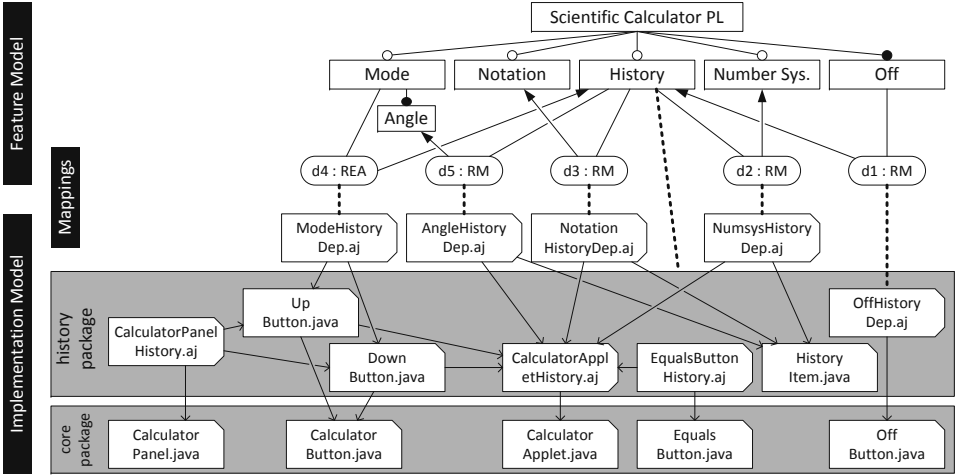 Feature Model
Mappings
Implementation Model
Scientific Calculator PL
Mode
Notation
History
Number Sys.
Off
Angle
d4 : REA
d5 : RM
d3 : RM
d2 : RM
d1 : RM
ModeHistory
Dep.aj
AngleHistory
Dep.aj
Notation
HistoryDep.aj
NumsysHistory
Dep.aj
history
package
Up
Button.java
OffHistory
Dep.aj
CalculatorPanel
History.aj
Down
Button.java
CalculatorAppl
letHistory.aj
EqualsButton
History.aj
History
Item.java
core
package
Calculator
Panel.java
Calculator
Button.java
Calculator
Applet.java
Equals
Button.java
Off
Button.java